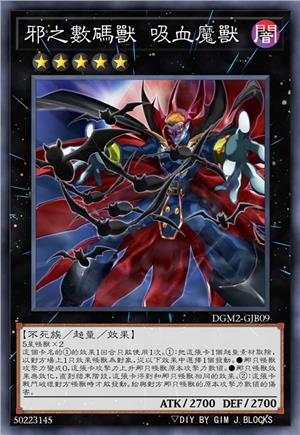 邪之數碼獸 吸血魔獸
闇
DGM2-GJB09
【不死族／超量／效果】
5星怪獸×2
這個卡名的①的效果1回合只能使用1次。①：把這張卡1個超量素材取除，
以對方場上1只效果怪獸為對象，從以下效果中選擇1個發動。●那只怪獸
攻擊力變成0，這張卡攻擊力上升那只怪獸原本攻擊力數值。●那只怪獸效
果無效化，直到結束階段，這張卡得到和那只怪獸相同的效果。②：這張卡
戰鬥破壞對方怪獸時才能發動。給與對方那只怪獸的原本攻擊力數值的傷
害。
ATK / 2700 DEF / 2700
50223145 ▽DIY BY GIM J.BLOCKS